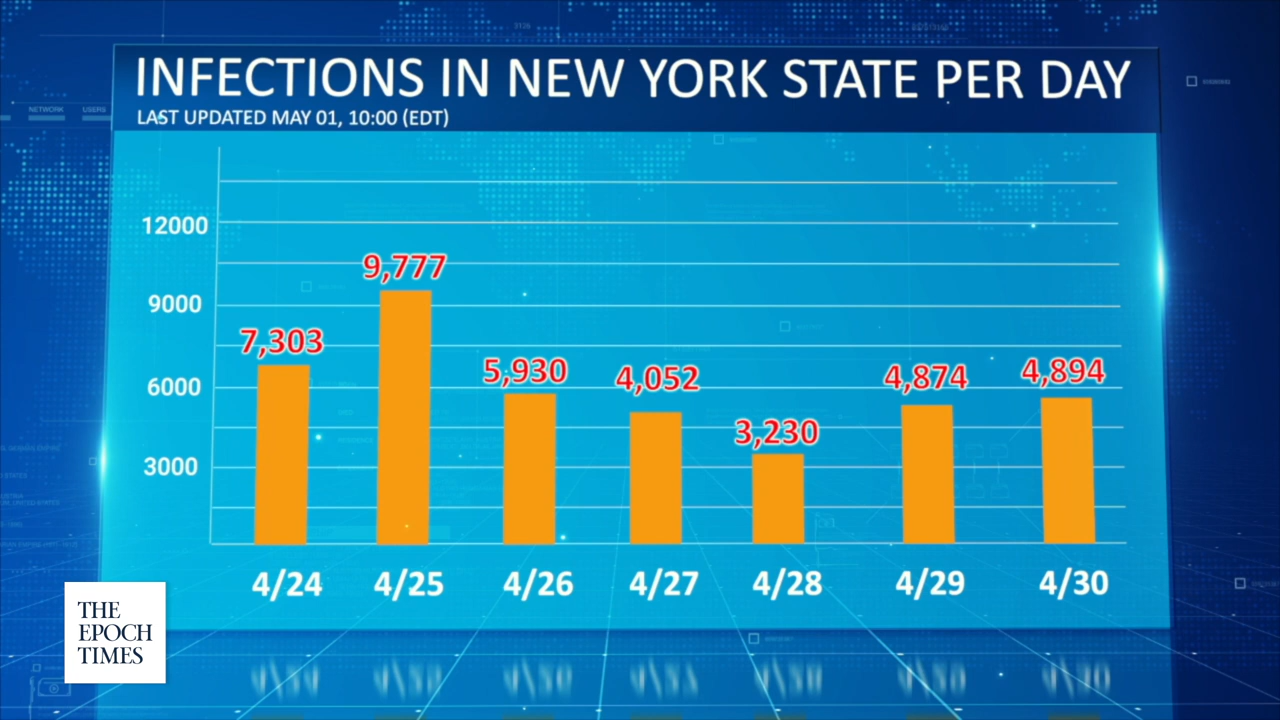 INFECTIONS IN NEW YORK STATE PER DAY
LAST UPDATED MAY 01, 10:00 (EDT)
NETWORK USERS
12000
9000
6000
3000
7,303
9,777
5,930
4,052
3,230
4,874
4,894
4/24 4/25 4/26 4/27 4/28 4/29 4/30
THE
EPOCH
TIMES